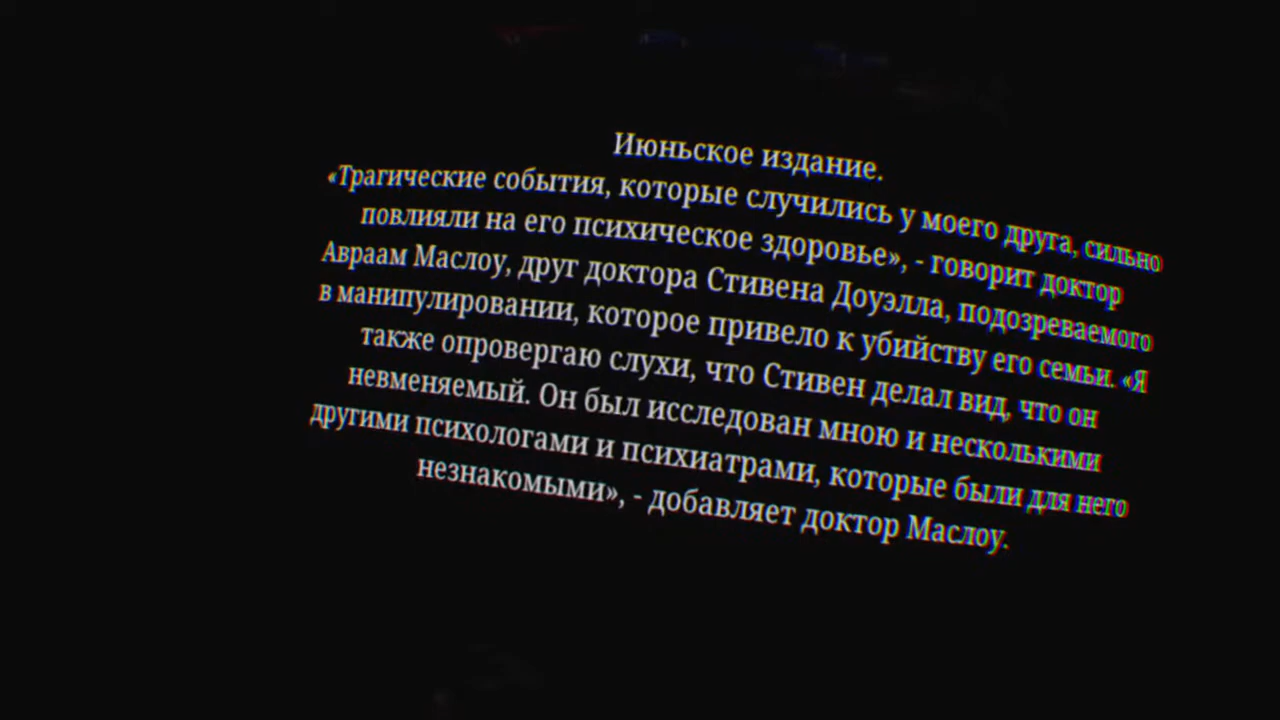 Июньское издание.
«Трагические события, которые случились у моего друга, сильно
повлияли на его психическое здоровье», - говорит доктор
Авраам Маслоу, друг доктора Стивена Доуэлла, подозреваемого
в манипулировании, которое привело к убийству его семьи. «Я
также опровергаю слухи, что Стивен делал вид, что он
невменяемый. Он был исследован мною и несколькими
другими психологами и психиатрами, которые были для него
незнакомыми», - добавляет доктор Маслоу.